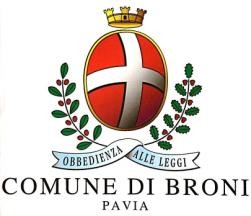 OBBEDIENZA ALLE LEGGI
COMUNE DI BRONI
PAVIA